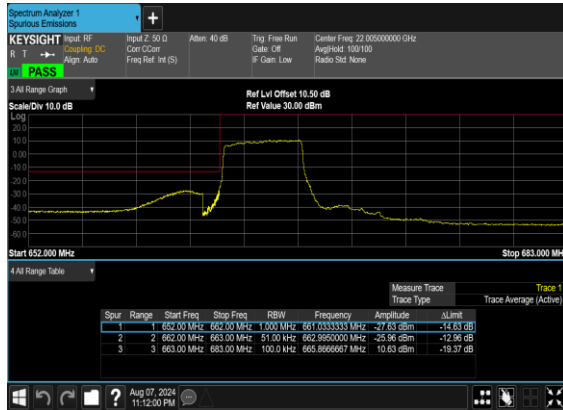 Spectrum Analyzer 1
Spurious Emissions
KEYSIGHT Input: RF Input Z: 50 Ω Atten: 40 dB Trig: Free Run Center Freq: 22.005000000 GHz
R T Coupling: DC Corr CCorr Gate: Off Avg|Hold: 100/100
Align: Auto Freq Ref: Int (S) IF Gain: Low Radio Std: None
PASS
3 All Range Graph
Ref Lvl Offset 10.50 dB
Scale/Div 10.0 dB Ref Value 30.00 dBm
Log
20.0
10.0
0.00
-10.0
-20.0
-30.0
-40.0
-50.0
-60.0
Start 652.000 MHz Stop 683.000 MH
4 All Range Table
Measure Trace Trace 1
Trace Type Trace Average (Active)
Spur Range Start Freq Stop Freq RBW Frequency Amplitude ΔLimit
1 1 652.00 MHz 662.00 MHz 1.000 MHz 661.0333333 MHz -27.63 dBm -14.63 dB
2 2 662.00 MHz 663.00 MHz 51.00 kHz 662.9950000 MHz -25.96 dBm -12.96 dB
3 3 663.00 MHz 683.00 MHz 100.0 kHz 665.8666667 MHz 10.63 dBm -19.37 dB
? Aug 07, 2024
11:12:00 PM